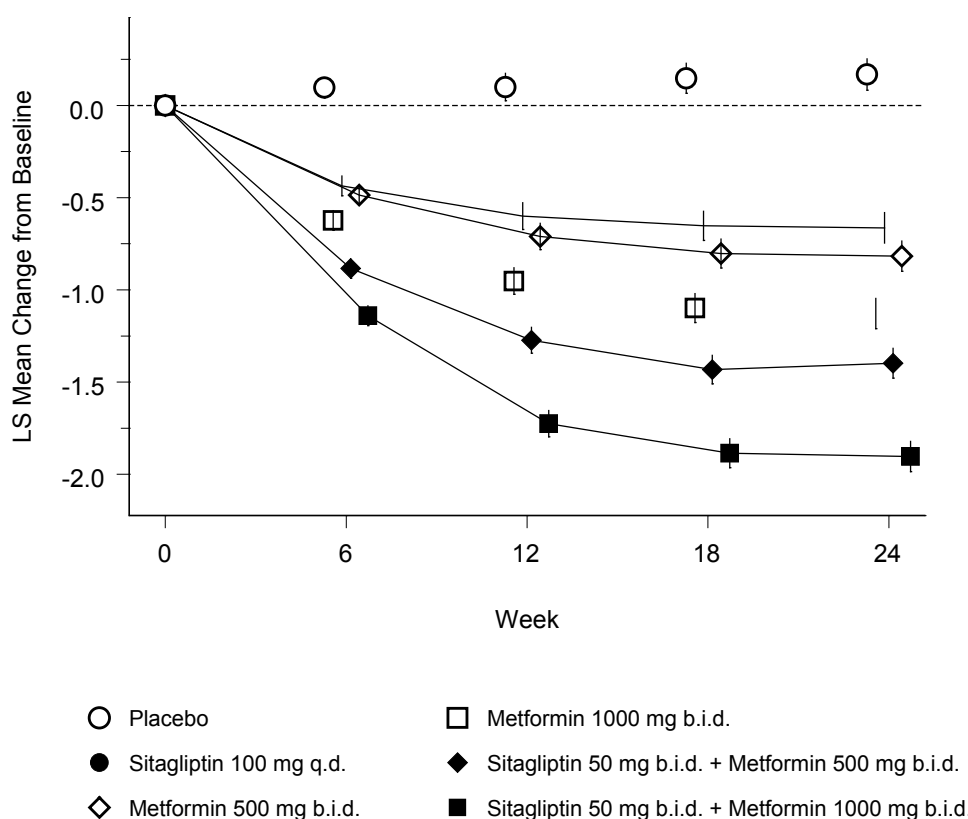 LS Mean Change from Baseline
0.0
-0.5
-1.0
-1.5
-2.0
0 6 12 18 24
Week
Placebo
Metformin 1000 mg b.i.d.
Sitagliptin 100 mg q.d.
Sitagliptin 50 mg b.i.d. + Metformin 500 mg b.i.d.
Metformin 500 mg b.i.d.
Sitagliptin 50 mg b.i.d. + Metformin 1000 mg b.i.d